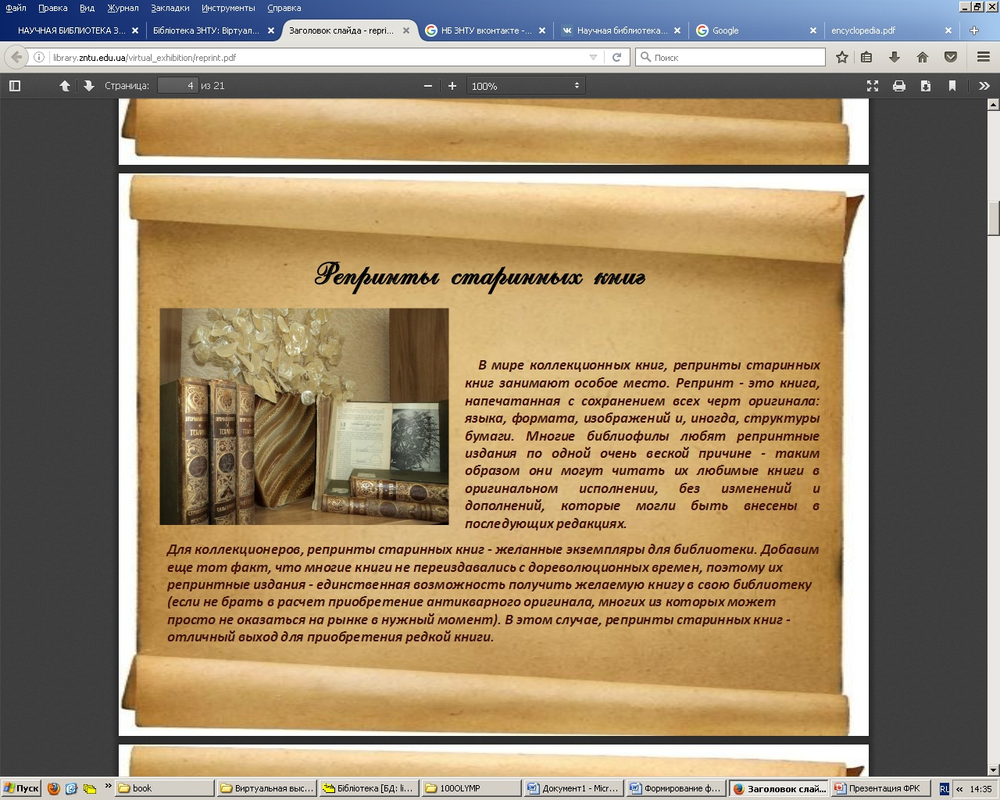 Файл Правка Вид Журнал Закладки Инструменты Справка
НАУЧНАЯ БИБЛИОТЕКА З...
Бібліотека ЗНТУ: Віртуал...
Заголовок слайда - repri...
НБ ЗНТУ вконтакте -...
Научная библиотека...
Google
encyclopedia.pdf
library.zntu.edu.ua/virtual_exhibition/reprint.pdf
Поиск
Страница: 4 из 21
100%
Репринты старинных книг
В мире коллекционных книг, репринты старинных
книг занимают особое место. Репринт - это книга,
напечатанная с сохранением всех черт оригинала:
языка, формата, изображений и, иногда, структуры
бумаги. Многие библиофилы любят репринтные
издания по одной очень веской причине - таким
образом они могут читать их любимые книги в
оригинальном исполнении, без изменений и
дополнений, которые могли быть внесены в
последующих редакциях.
Для коллекционеров, репринты старинных книг - желанные экземпляры для библиотеки. Добавим
еще тот факт, что многие книги не переиздавались с дореволюционных времен, поэтому их
репринтные издания - единственная возможность получить желаемую книгу в свою библиотеку
(если не брать в расчет приобретение антикварного оригинала, многих из которых может
просто не оказаться на рынке в нужный момент). В этом случае, репринты старинных книг -
отличный выход для приобретения редкой книги.
Пуск
book
Виртуальная выс...
Бібліотека [БД: li...
100OLYMP
Документ1 - Micr...
Формирование ф...
Заголовок слай...
Презентация ФРК
RU
14:35